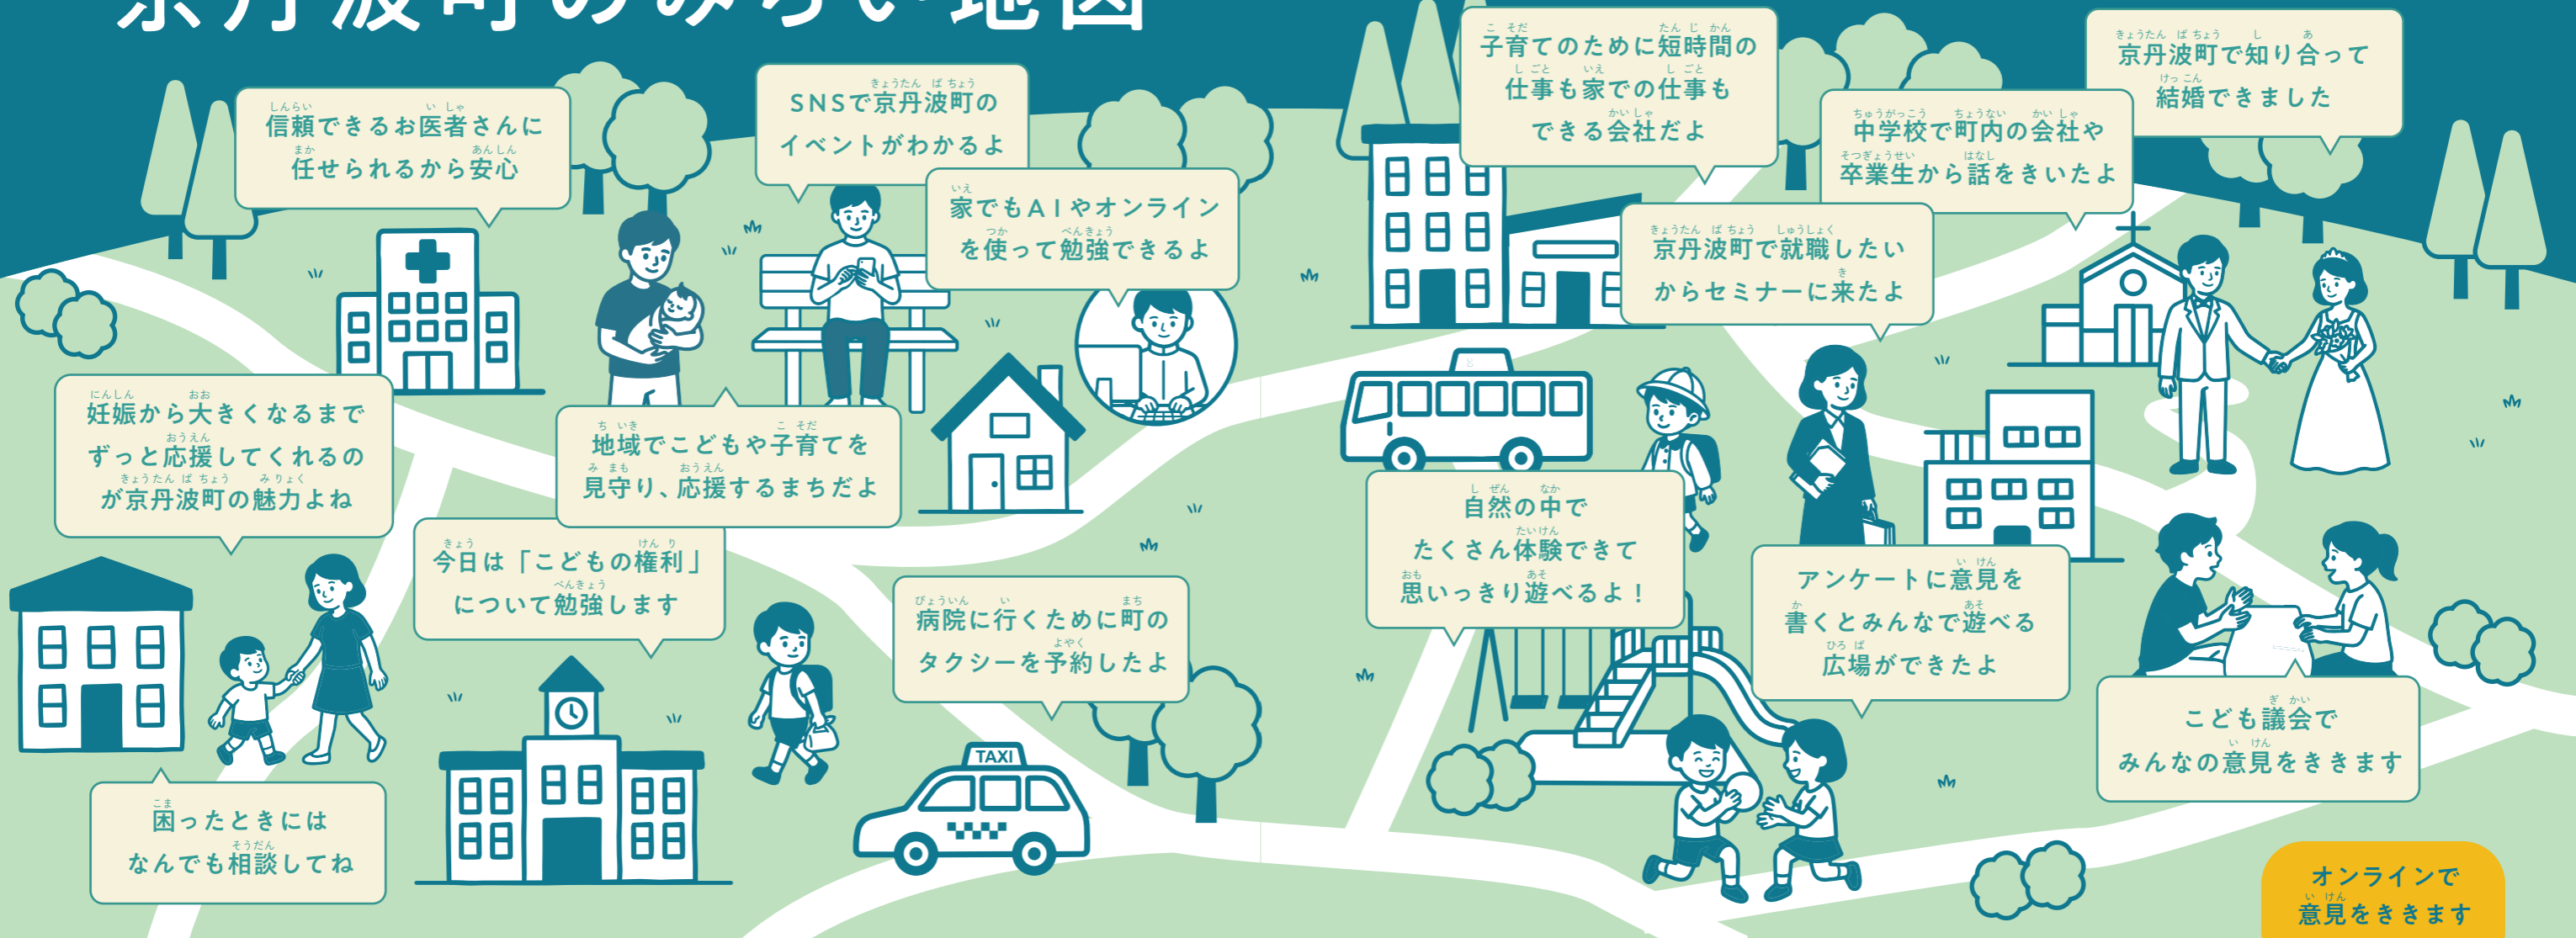 京丹波町のみらい地図
信頼できるお医者さんに
任せられるから安心
SNSで京丹波町の
イベントがわかるよ
家でもAIやオンライン
を使って勉強できるよ
子育てのために短時間の
仕事も家での仕事も
できる会社だよ
中学校で町内の会社や
卒業生から話をきいたよ
京丹波町で知り合って
結婚できました
京丹波町で就職したい
からセミナーに来たよ
妊娠から大きくなるまで
ずっと応援してくれるの
が京丹波町の魅力よね
地域でこどもや子育てを
見守り、応援するまちだよ
今日は「こどもの権利」
について勉強します
病院に行くために町の
タクシーを予約したよ
自然の中で
たくさん体験できて
思いっきり遊べるよ！
アンケートに意見を
書くとみんなで遊べる
広場ができたよ
こども議会で
みんなの意見をききます
困ったときには
なんでも相談してね
TAXI
オンラインで
意見をききます